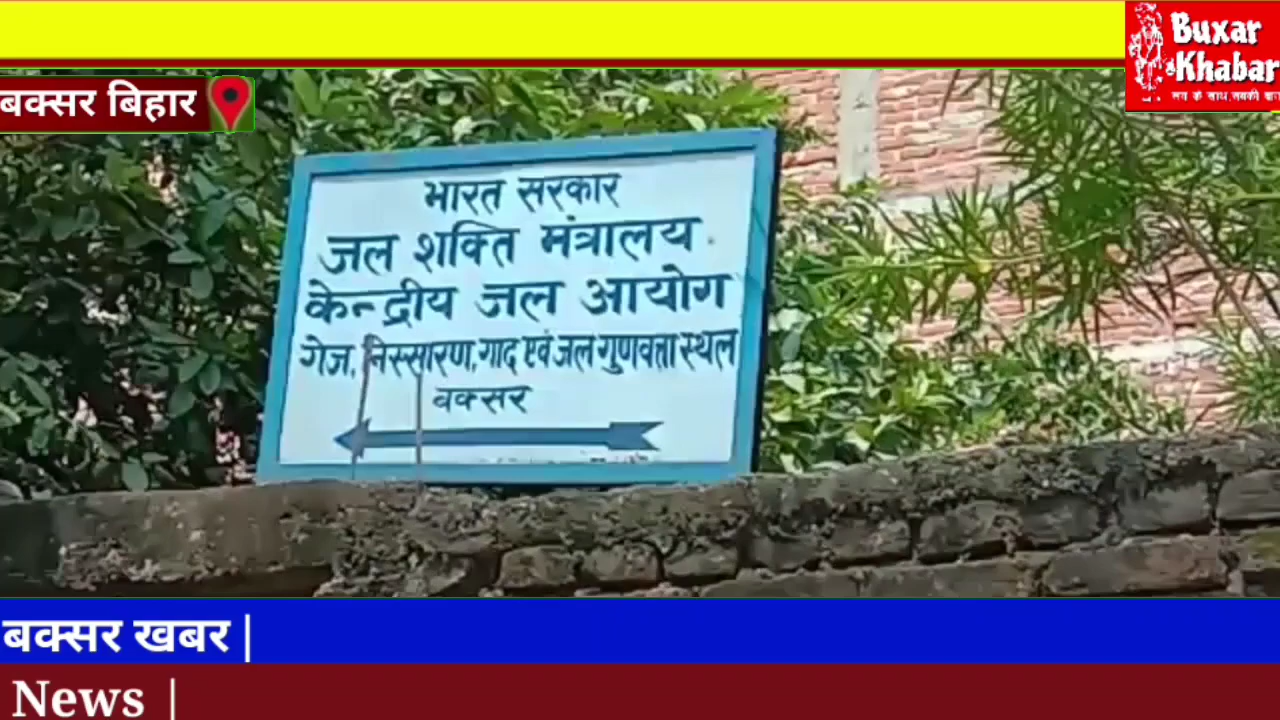 Buxar
Khabar
बक्सर बिहार
भारत सरकार
जल शक्ति मंत्रालय
केन्द्रीय जल आयोग
गेज, निस्सारण, गाद एवं जल गुणवत्ता स्थल
बक्सर
बक्सर खबर |
News |